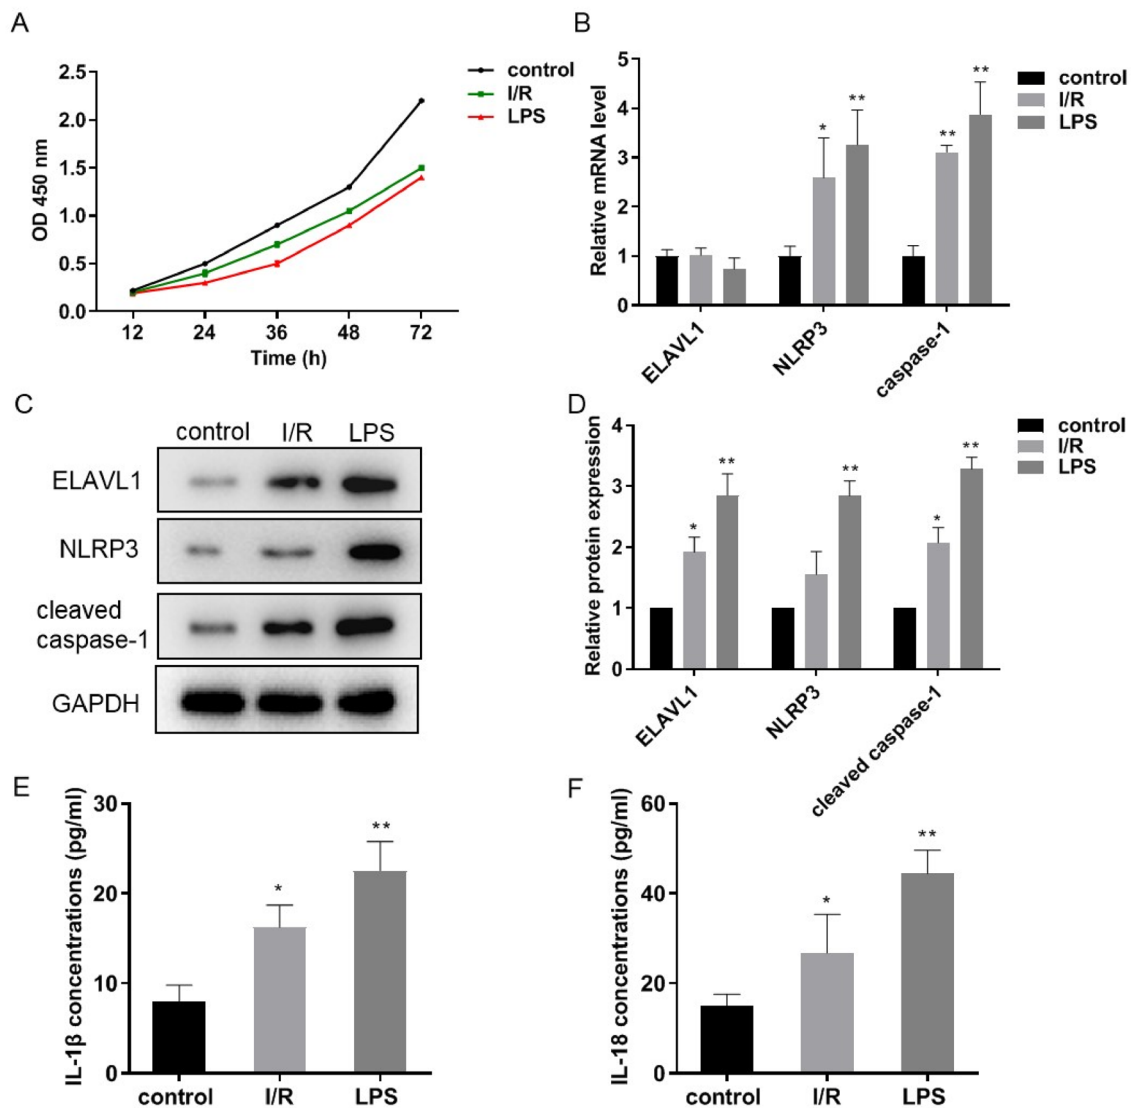 A
OD 450 nm
2.5
2.0
1.5
1.0
0.5
0.0
12 24 36 48 72
Time (h)
control
I/R
LPS
B
Relative mRNA level
5
4
3
2
1
0
* ** ** **
ELAVL1 NLRP3 caspase-1
control
I/R
LPS
C
control I/R LPS
ELAVL1
NLRP3
cleaved
caspase-1
GAPDH
D
Relative protein expression
4
3
2
1
0
* ** ** * **
ELAVL1 NLRP3 cleaved caspase-1
control
I/R
LPS
E
IL-1β concentrations (pg/ml)
30
20
10
0
* **
control I/R LPS
F
IL-18 concentrations (pg/ml)
60
40
20
0
* **
control I/R LPS